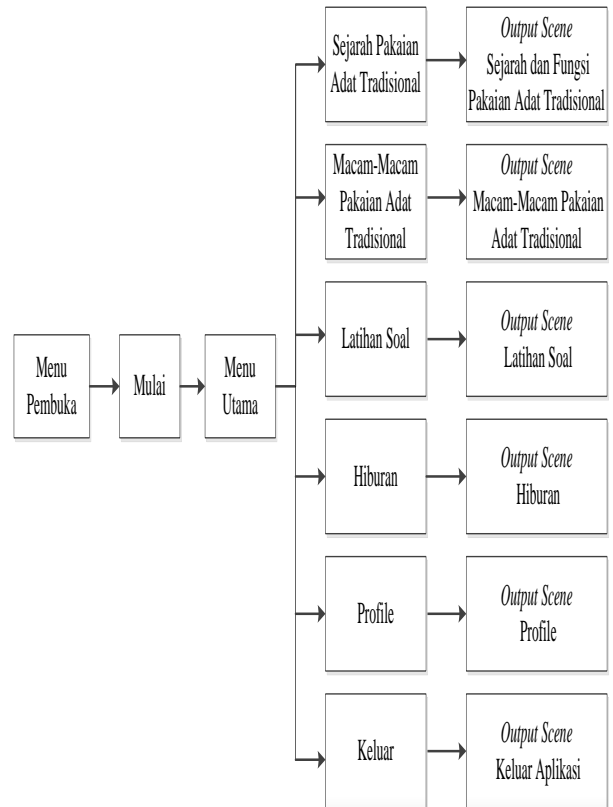 Menu
Pembuka
Mulai
Menu
Utama
Sejarah Pakaian
Adat Tradisional
Output Scene
Sejarah dan Fungsi
Pakaian Adat Tradisional
Macam-Macam
Pakaian Adat
Tradisional
Output Scene
Macam-Macam Pakaian
Adat Tradisional
Latihan Soal
Output Scene
Latihan Soal
Hiburan
Output Scene
Hiburan
Profile
Output Scene
Profile
Keluar
Output Scene
Keluar Aplikasi